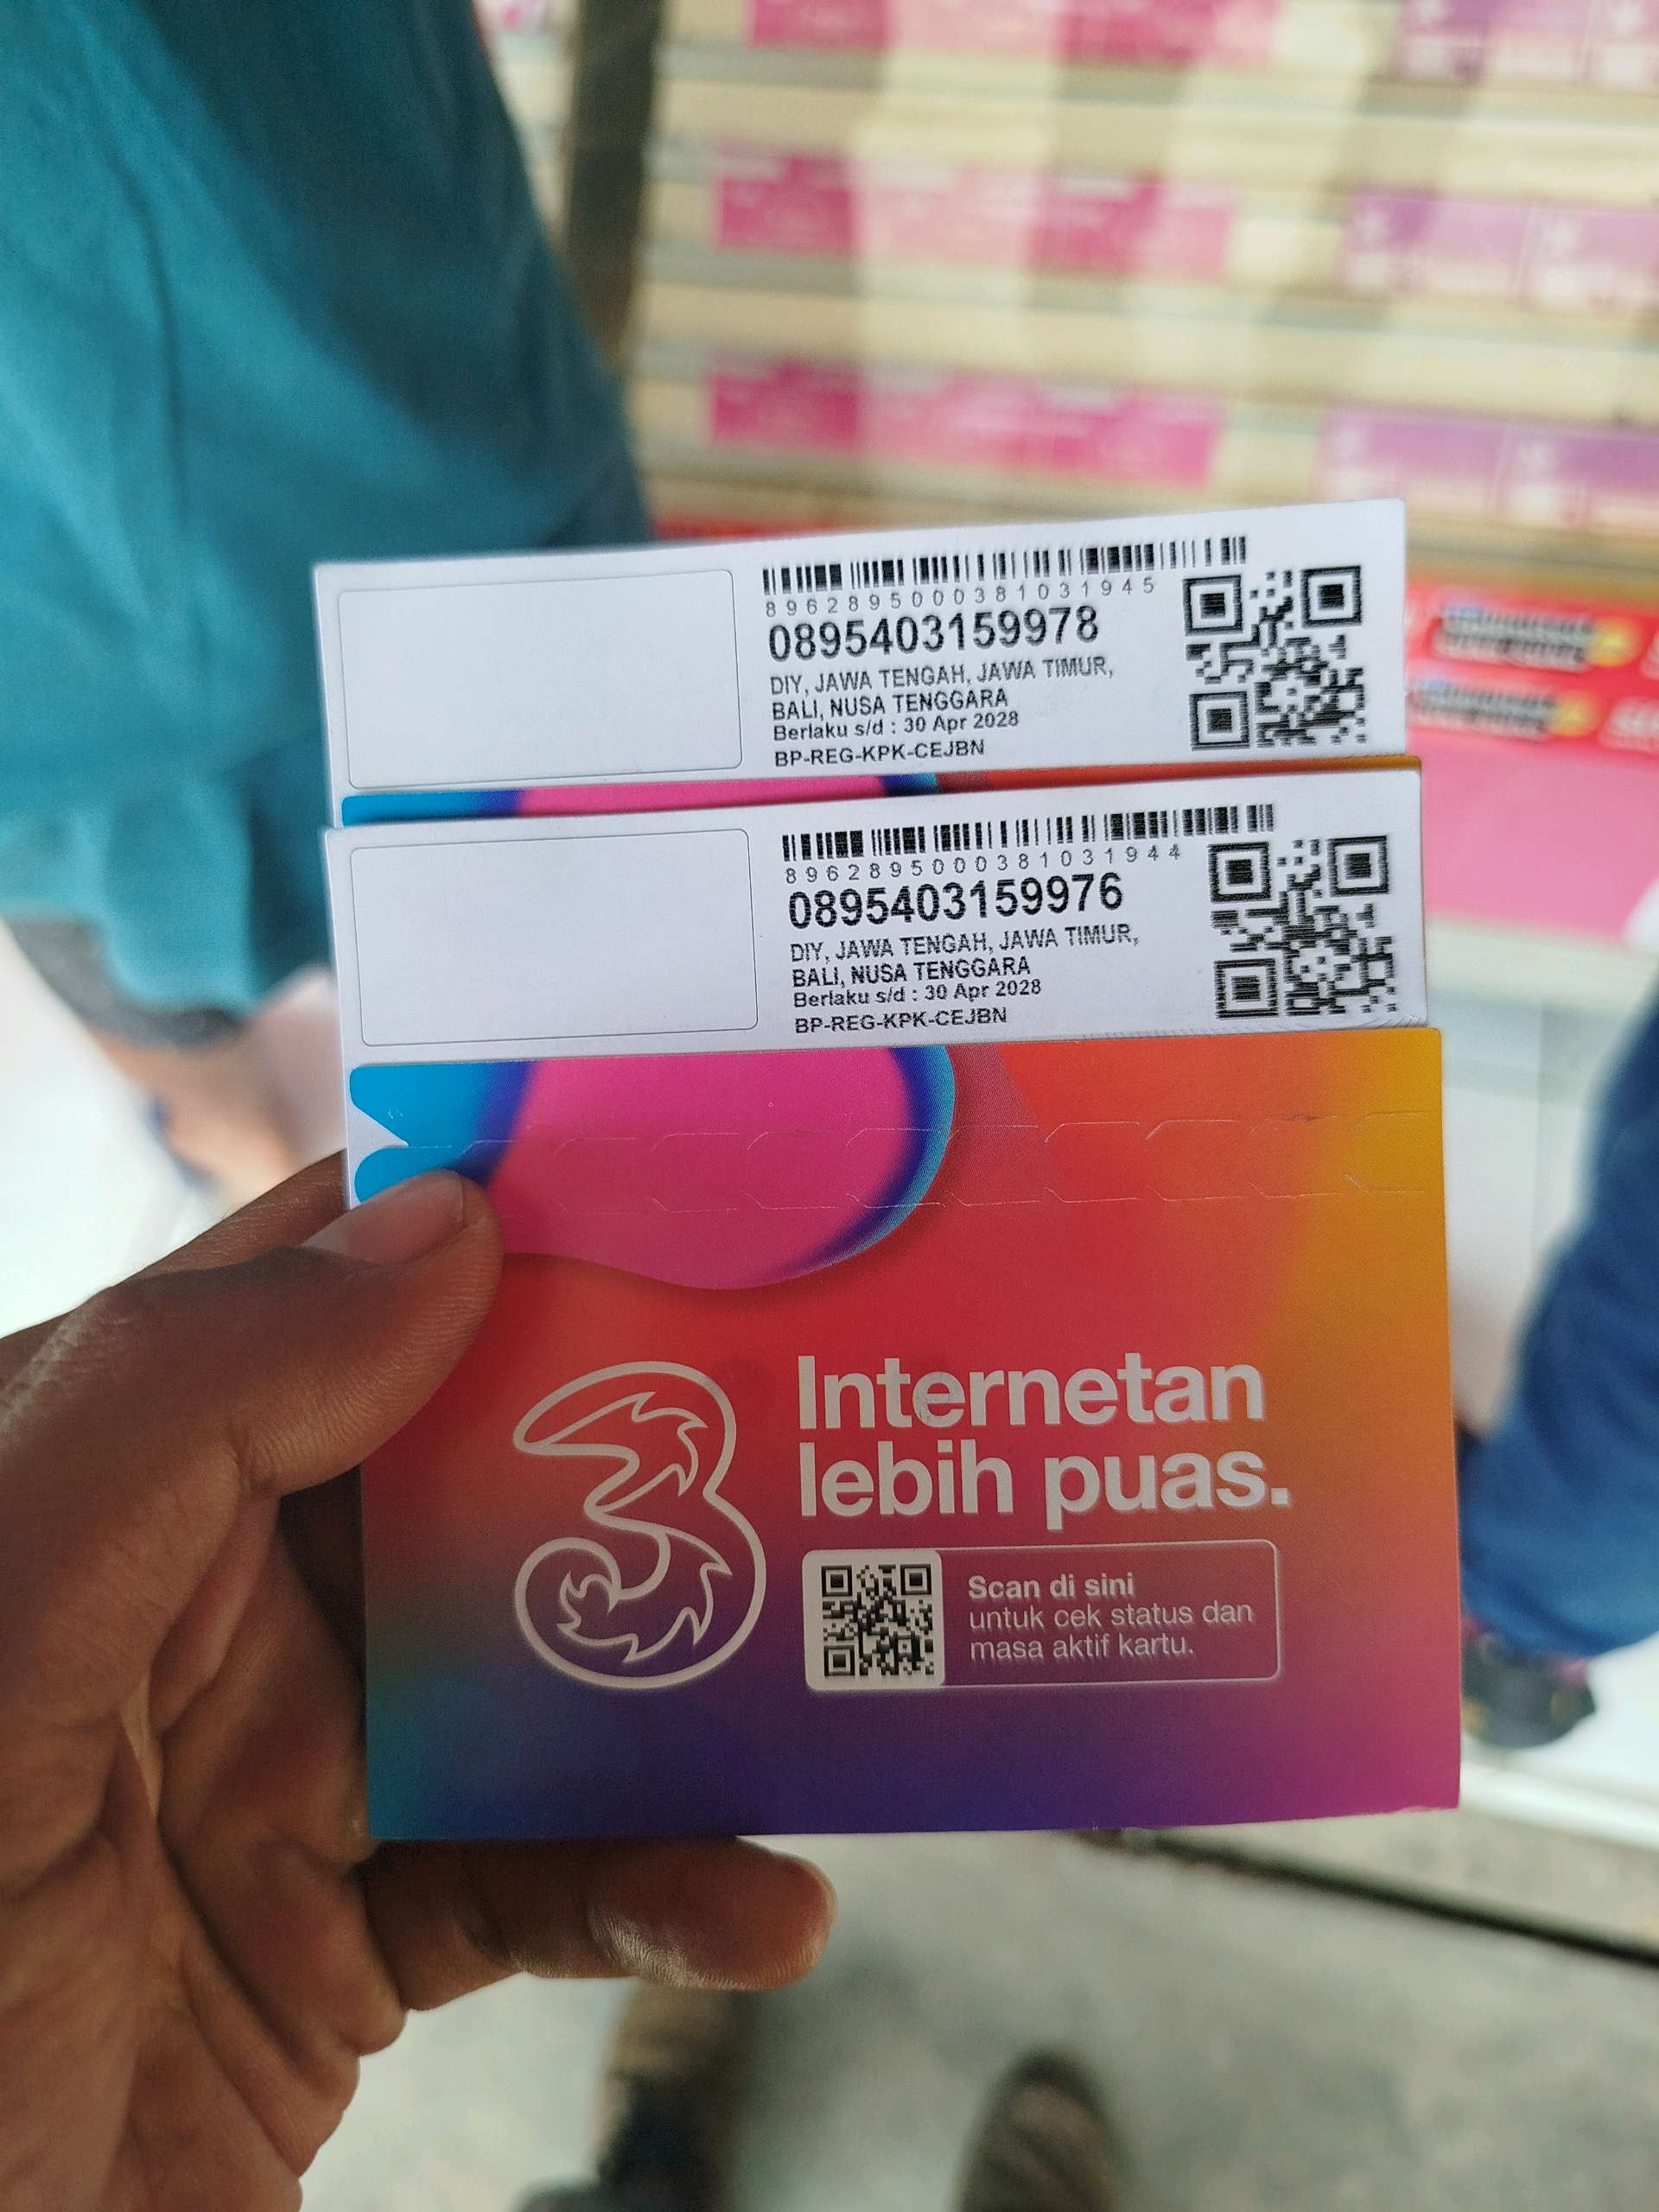 8962895000381031945
0895403159978
DIY, JAWA TENGAH, JAWA TIMUR,
BALI, NUSA TENGGARA
Berlaku s/d : 30 Apr 2028
BP-REG-KPK-CEJBN
8962895000381031944
0895403159976
DIY, JAWA TENGAH, JAWA TIMUR,
BALI, NUSA TENGGARA
Berlaku s/d : 30 Apr 2028
BP-REG-KPK-CEJBN
3
Internetan
lebih puas.
Scan di sini
untuk cek status dan
masa aktif kartu.